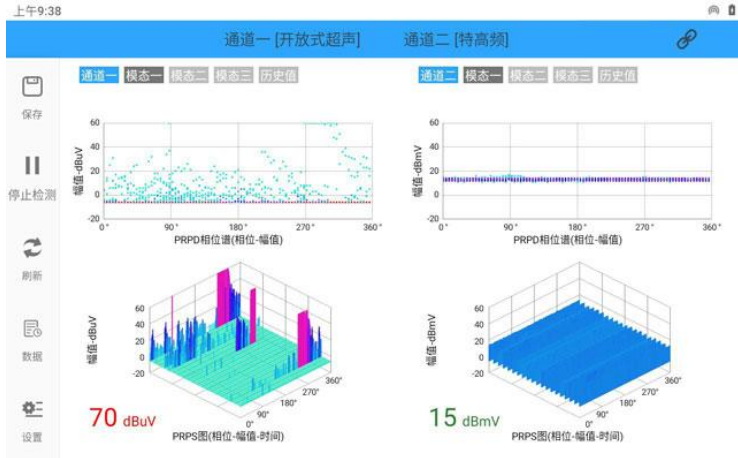 上午9:38
通道一 [开放式超声] 通道二 [特高频]
保存
停止检测
刷新
数据
设置
通道一 模态一 模态二 模态三 历史值
幅值-dBuV
60
40
20
0
-20
0° 90° 180° 270° 360°
PRPD相位谱(相位-幅值)
幅值-dBuV
60
40
20
0
-20
0° 90° 180° 270° 360°
70 dBuV
PRPS图(相位-幅值-时间)
通道二 模态一 模态二 模态三 历史值
幅值-dBmV
60
40
20
0
-20
0° 90° 180° 270° 360°
PRPD相位谱(相位-幅值)
幅值-dBmV
60
40
20
0
-20
0° 90° 180° 270° 360°
15 dBmV
PRPS图(相位-幅值-时间)